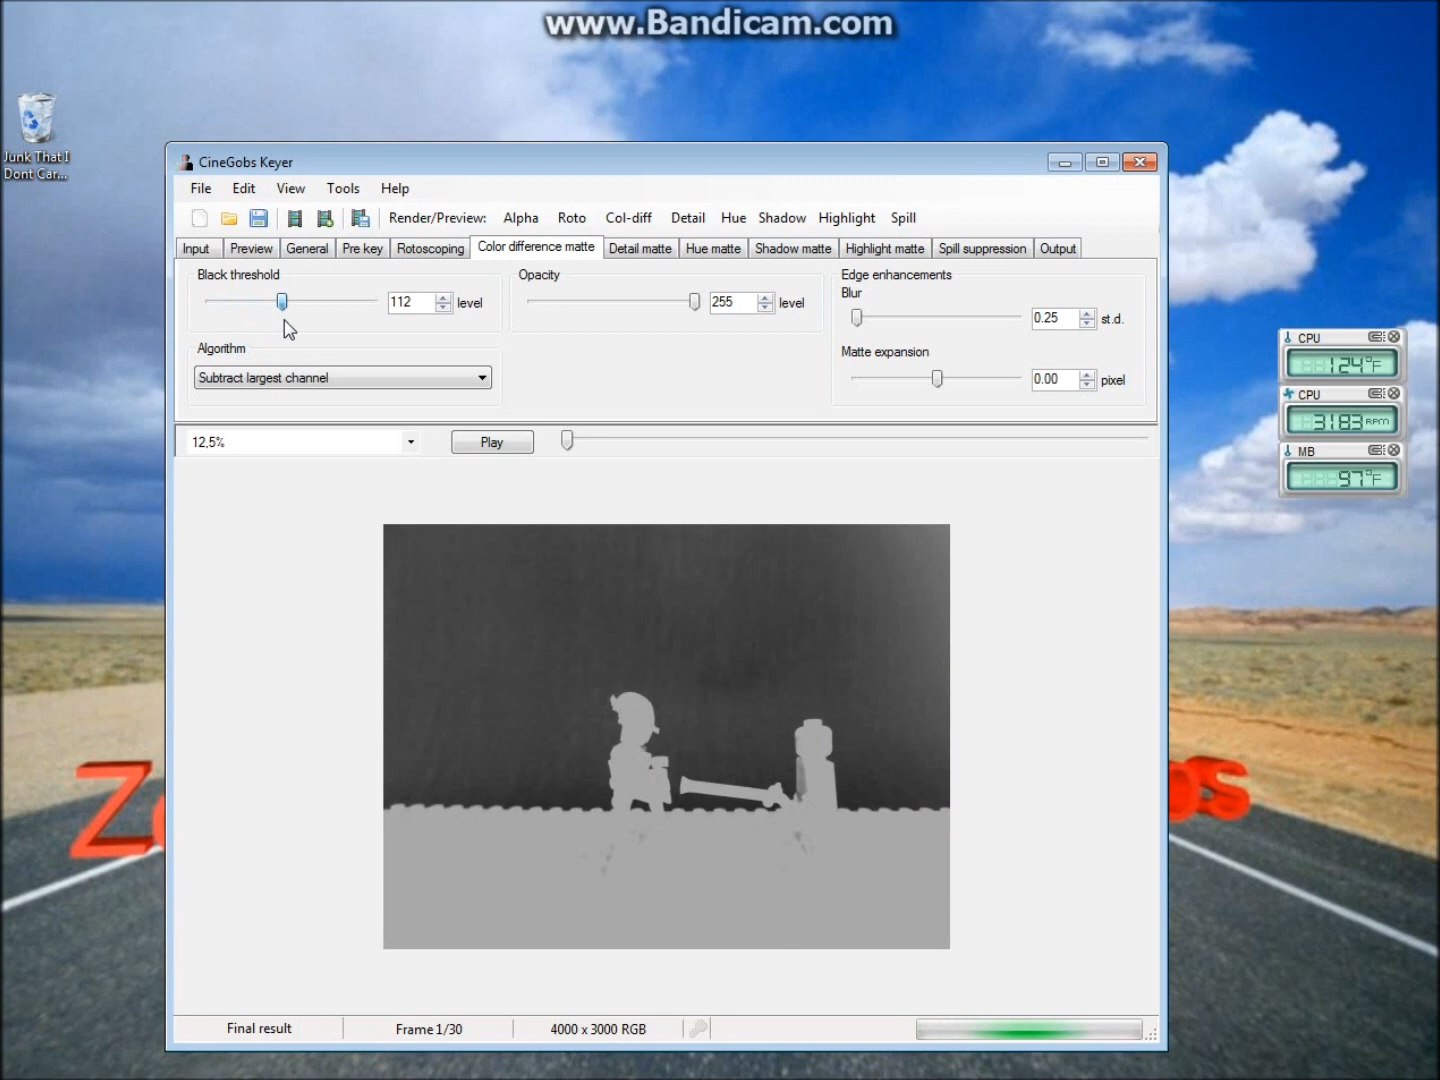 www.Bandicam.com
Junk That I
Dont Car...
CineGobs Keyer
File Edit View Tools Help
Render/Preview: Alpha Roto Col-diff Detail Hue Shadow Highlight Spill
Input Preview General Pre key Rotoscoping Color difference matte Detail matte Hue matte Shadow matte Highlight matte Spill suppression Output
Black threshold
112 level
Opacity
255 level
Edge enhancements
Blur
0.25 st.d.
Algorithm
Subtract largest channel
Matte expansion
0.00 pixel
12,5%
Play
CPU
124°F
CPU
3183 RPM
MB
97°F
Final result
Frame 1/30
4000 x 3000 RGB